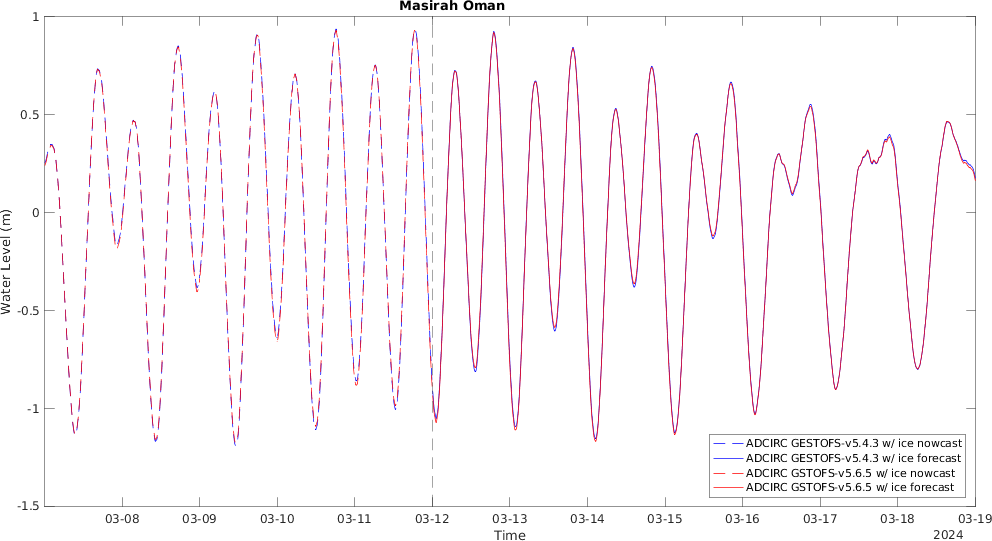 Masirah Oman
1
0.5
0
-0.5
-1
-1.5
Water Level (m)
03-08
03-09
03-10
03-11
03-12
03-13
03-14
03-15
03-16
03-17
03-18
03-19
Time
2024
ADCIRC GESTOFS-v5.4.3 w/ ice nowcast
ADCIRC GESTOFS-v5.4.3 w/ ice forecast
ADCIRC GSTOFS-v5.6.5 w/ ice nowcast
ADCIRC GSTOFS-v5.6.5 w/ ice forecast